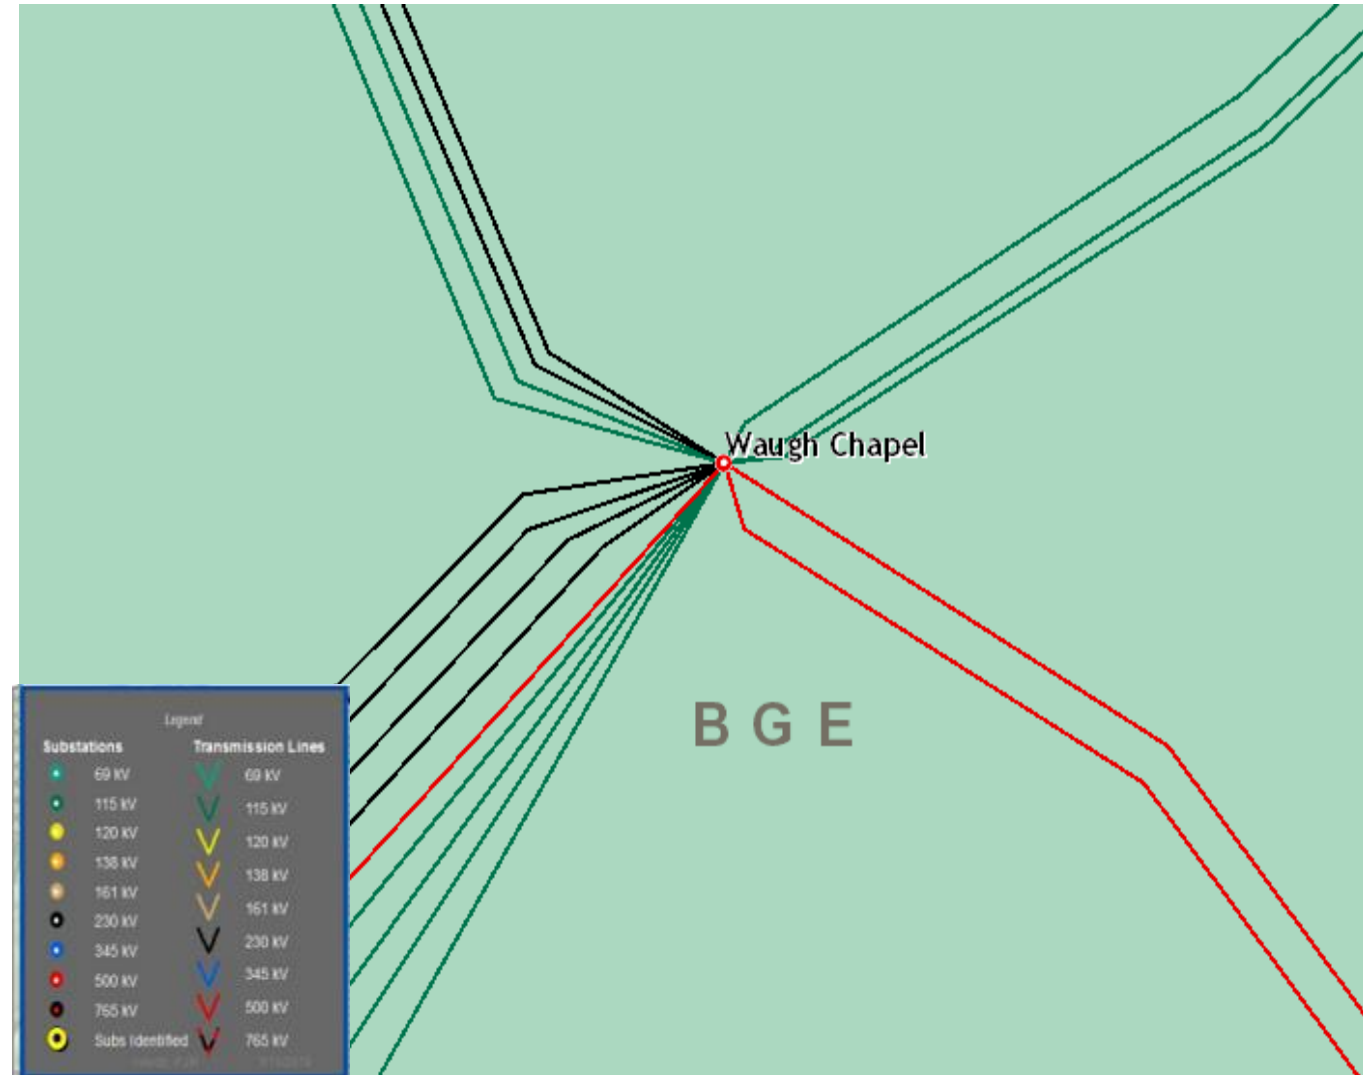 Waugh Chapel
BGE
Legend
Substations
Transmission Lines
69 kV
69 kV
115 kV
115 kV
120 kV
120 kV
138 kV
138 kV
161 kV
161 kV
230 kV
230 kV
345 kV
345 kV
500 kV
500 kV
765 kV
Subs Identified
765 kV